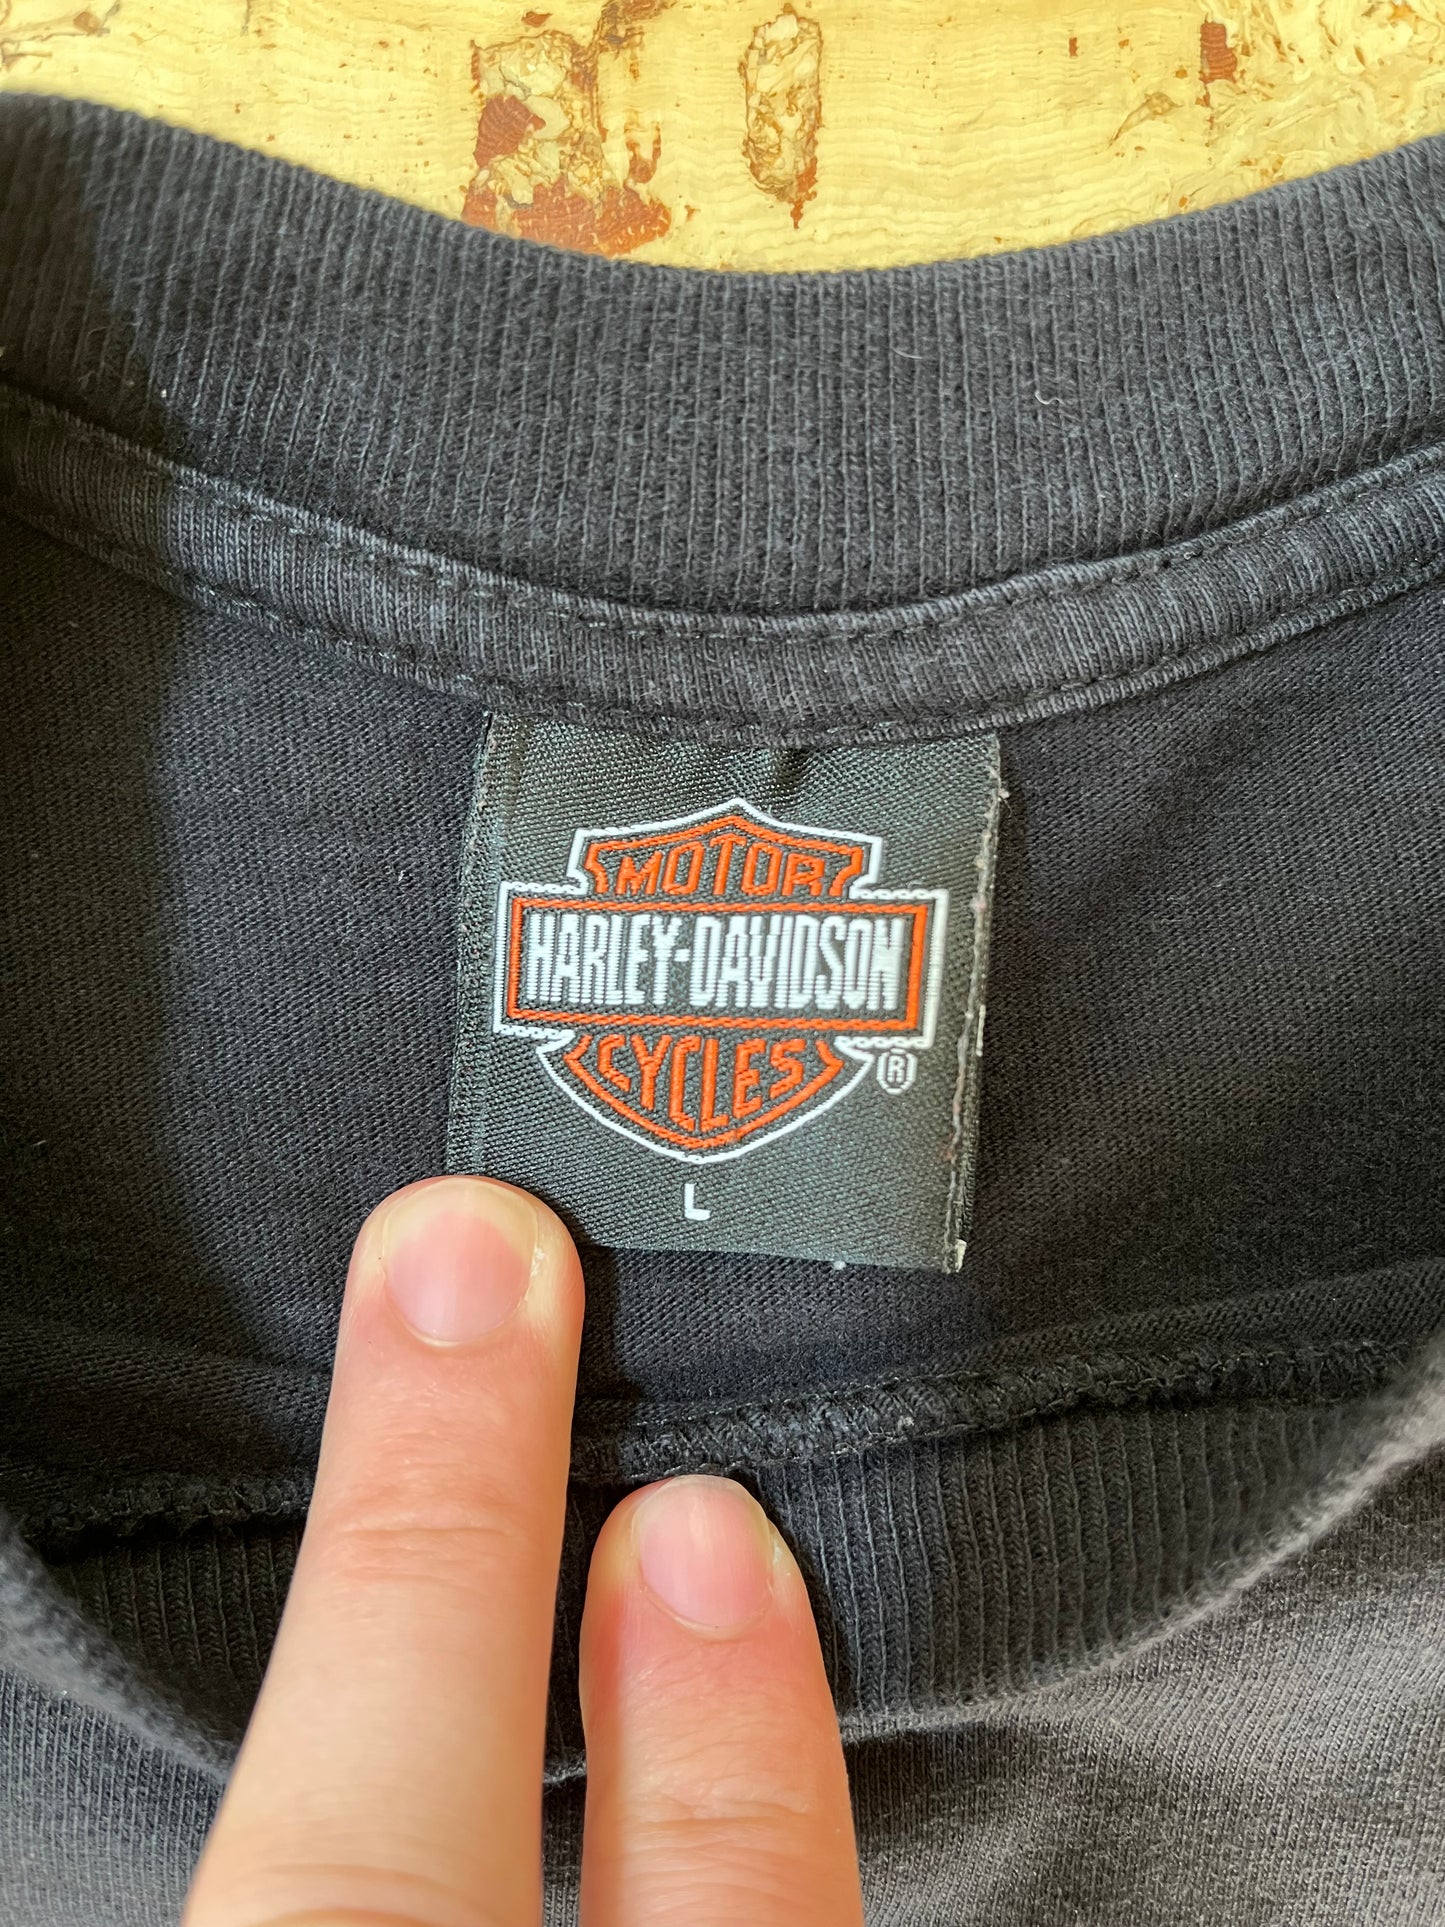 MOTOR
HARLEY-DAVIDSON
CYCLES
®
L